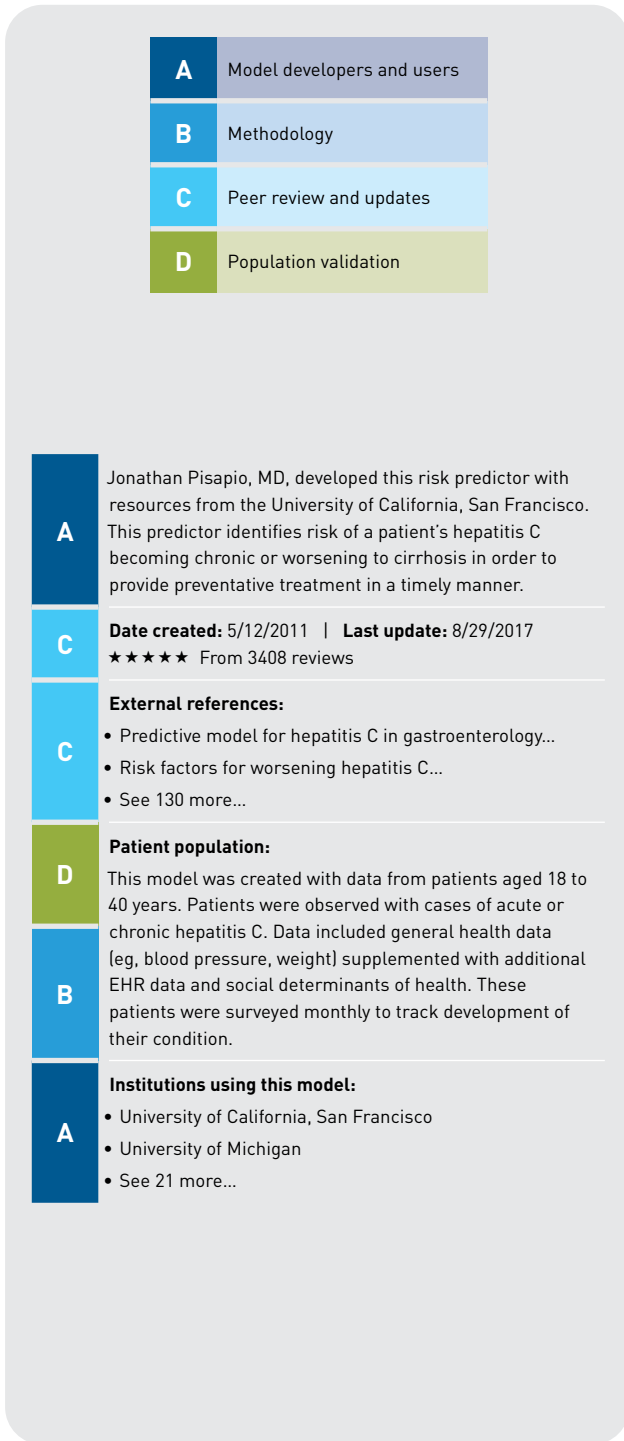 A Model developers and users
B Methodology
C Peer review and updates
D Population validation
A
Jonathan Pisapio, MD, developed this risk predictor with
resources from the University of California, San Francisco.
This predictor identifies risk of a patient’s hepatitis C
becoming chronic or worsening to cirrhosis in order to
provide preventative treatment in a timely manner.
C
Date created: 5/12/2011 | Last update: 8/29/2017
★★★★★ From 3408 reviews
C
External references:
• Predictive model for hepatitis C in gastroenterology...
• Risk factors for worsening hepatitis C...
• See 130 more...
D
Patient population:
This model was created with data from patients aged 18 to
40 years. Patients were observed with cases of acute or
chronic hepatitis C. Data included general health data
B
(eg, blood pressure, weight) supplemented with additional
EHR data and social determinants of health. These
patients were surveyed monthly to track development of
their condition.
A
Institutions using this model:
• University of California, San Francisco
• University of Michigan
• See 21 more...